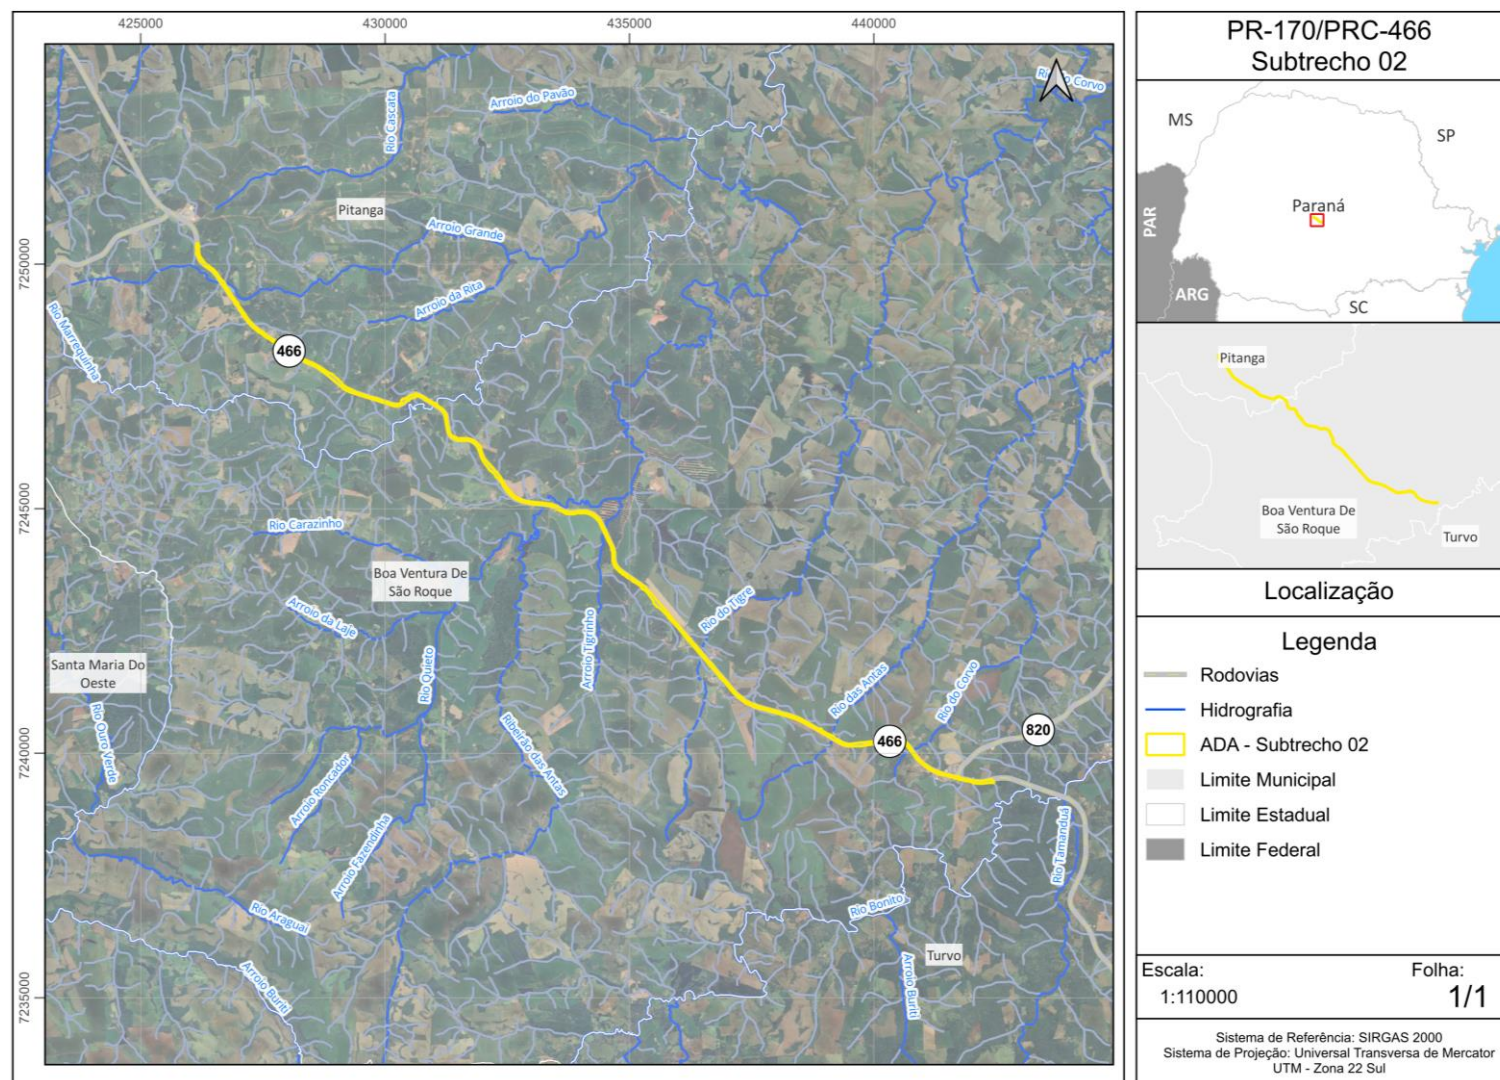 425000
430000
435000
440000
7250000
7245000
7240000
7235000
Rio do Corvo
Arroio do Pavão
Rio Cascata
Pitanga
Arroio Grande
Arroio da Rita
Rio Marrequinha
466
Rio Carazinho
Boa Ventura De
São Roque
Arroio da Laje
Rio do Tigre
Arroio Tigrinho
Santa Maria Do
Oeste
Rio Quieto
Rio das Antas
Rio do Corvo
Rio Ouro Verde
Ribeirão das Antas
466
820
Arroio Roncador
Arroio Fazendinha
Rio Tamanduá
Rio Araguaí
Rio Bonito
Turvo
Arroio Buriti
Arroio Buriti
PR-170/PRC-466
Subtrecho 02
MS
SP
Paraná
PAR
ARG
SC
Pitanga
Boa Ventura De
São Roque
Turvo
Localização
Legenda
Rodovias
Hidrografia
ADA - Subtrecho 02
Limite Municipal
Limite Estadual
Limite Federal
Escala:
1:110000
Folha:
1/1
Sistema de Referência: SIRGAS 2000
Sistema de Projeção: Universal Transversa de Mercator
UTM - Zona 22 Sul